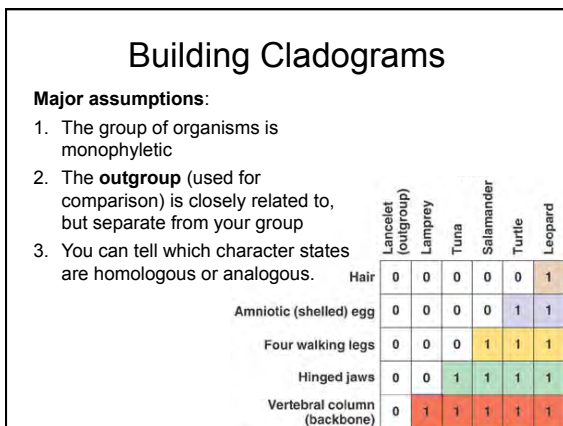 Building Cladograms
Major assumptions:
1. The group of organisms is
monophyletic
2. The outgroup (used for
comparison) is closely related to,
but separate from your group
3. You can tell which character states
are homologous or analogous.
Lancelet
(outgroup)
Lamprey
Tuna
Salamander
Turtle
Leopard
Hair 0 0 0 0 0 1
Amniotic (shelled) egg 0 0 0 0 1 1
Four walking legs 0 0 0 1 1 1
Hinged jaws 0 0 1 1 1 1
Vertebral column
(backbone) 0 1 1 1 1 1